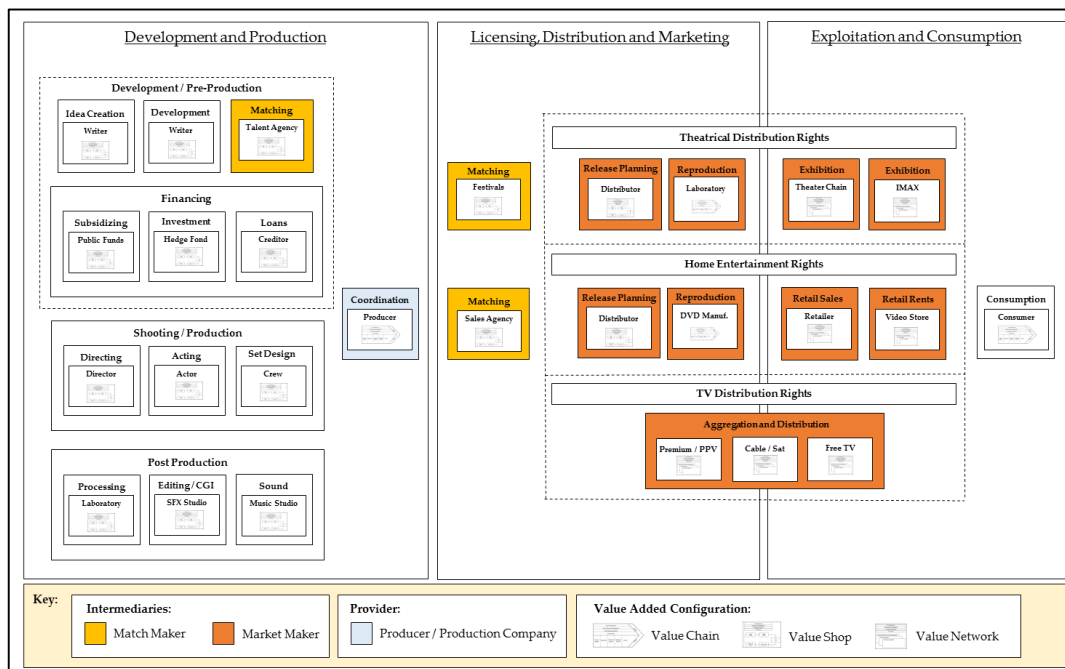 Development and Production
Licensing, Distribution and Marketing
Exploitation and Consumption
Development / Pre-Production
Idea Creation
Writer
Development
Writer
Matching
Talent Agency
Financing
Subsidizing
Public Funds
Investment
Hedge Fond
Loans
Creditor
Shooting / Production
Directing
Director
Acting
Actor
Set Design
Crew
Post Production
Processing
Laboratory
Editing / CGI
SFX Studio
Sound
Music Studio
Coordination
Producer
Matching
Festivals
Matching
Sales Agency
Theatrical Distribution Rights
Release Planning
Distributor
Reproduction
Laboratory
Exhibition
Theater Chain
Exhibition
IMAX
Home Entertainment Rights
Release Planning
Distributor
Reproduction
DVD Manuf.
Retail Sales
Retailer
Retail Rents
Video Store
TV Distribution Rights
Aggregation and Distribution
Premium / PPV
Cable / Sat
Free TV
Consumption
Consumer
Key:
Intermediaries:
Match Maker
Market Maker
Provider:
Producer / Production Company
Value Added Configuration:
Value Chain
Value Shop
Value Network